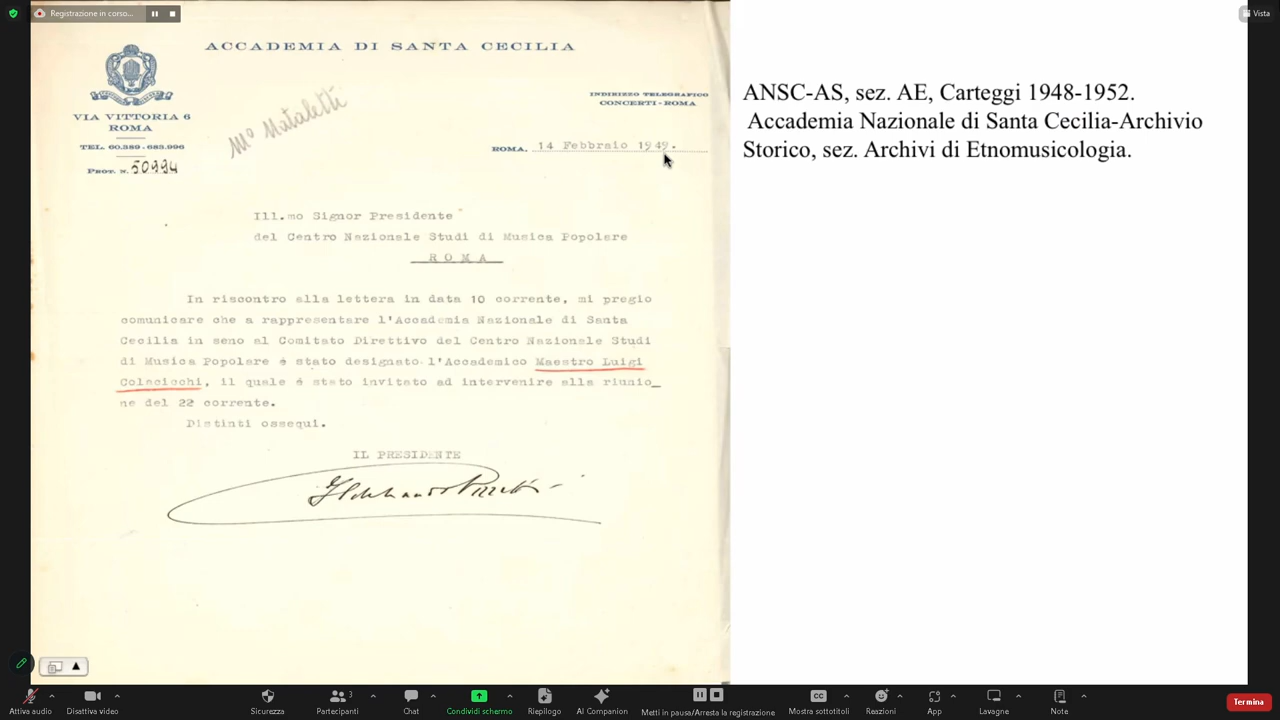 Registrazione in corso...
Vista
ACCADEMIA DI SANTA CECILIA
VIA VITTORIA 6
ROMA
TEL. 60.389 - 683.996
PROT. N. 50994
Mo Nataletti
INDIRIZZO TELEGRAFICO
CONCERTI - ROMA
ROMA, 14 Febbraio 1949.
Ill.mo Signor Presidente
del Centro Nazionale Studi di Musica Popolare
R O M A
In riscontro alla lettera in data 10 corrente, mi pregio
comunicare che a rappresentare l'Accademia Nazionale di Santa
Cecilia in seno al Comitato Direttivo del Centro Nazionale Studi
di Musica Popolare é stato designato l'Accademico Maestro Luigi
Colacicchi, il quale é stato invitato ad intervenire alla riunio_
ne del 22 corrente.
Distinti ossequi.
IL PRESIDENTE
Ildebrando Pizzetti
ANSC-AS, sez. AE, Carteggi 1948-1952.
Accademia Nazionale di Santa Cecilia-Archivio
Storico, sez. Archivi di Etnomusicologia.
Attiva audio
Disattiva video
Sicurezza
3
Partecipanti
Chat
Condividi schermo
Riepilogo
AI Companion
Metti in pausa/Arresta la registrazione
CC
Mostra sottotitoli
Reazioni
App
Lavagne
Note
Termina